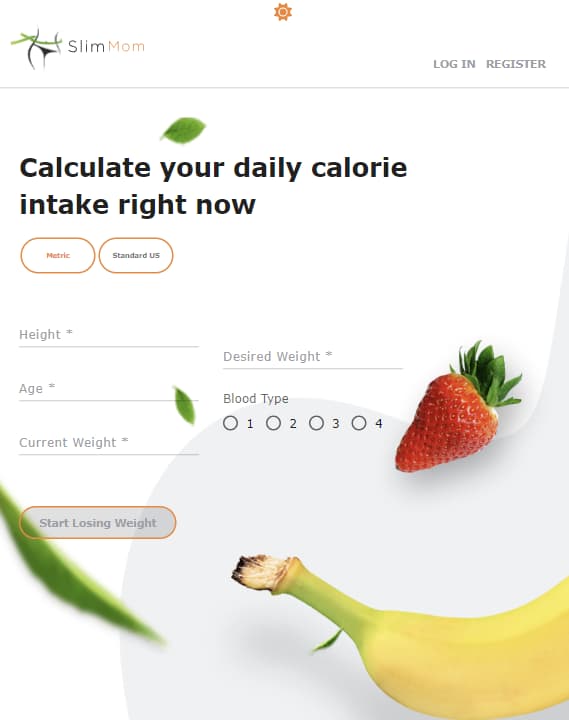 SlimMom
LOG IN REGISTER
Calculate your daily calorie
intake right now
Metric Standard US
Height *
Desired Weight *
Age *
Blood Type
1 2 3 4
Current Weight *
Start Losing Weight